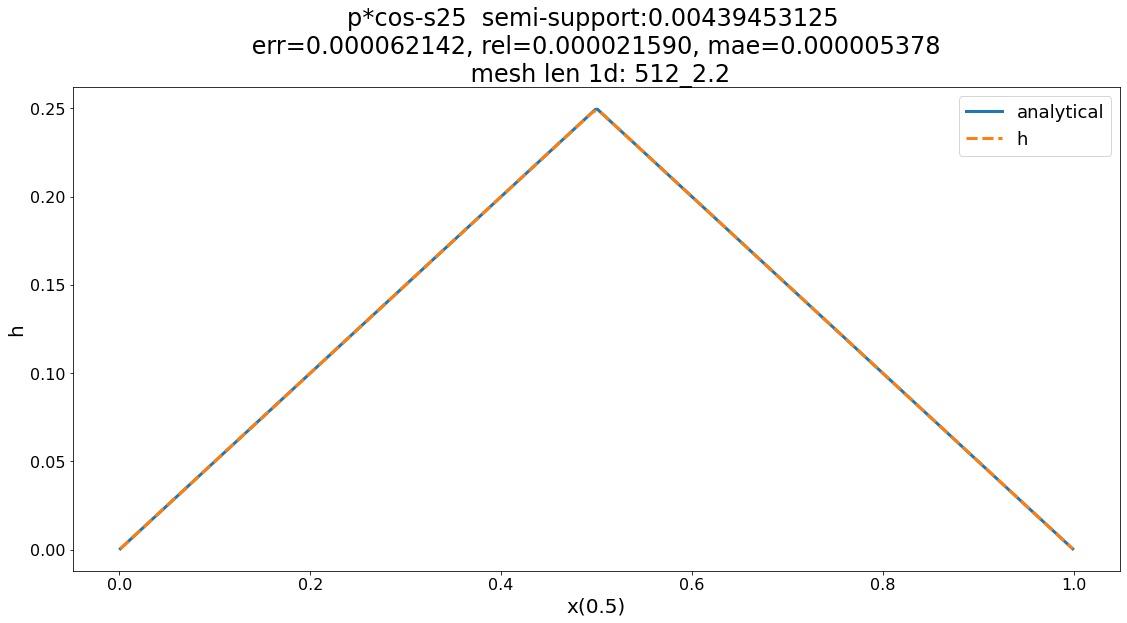 p*cos-s25 semi-support:0.00439453125
err=0.000062142, rel=0.000021590, mae=0.000005378
mesh len 1d: 512_2.2
analytical
h
0.25
0.20
0.15
h
0.10
0.05
0.00
0.0 0.2 0.4 0.6 0.8 1.0
x(0.5)